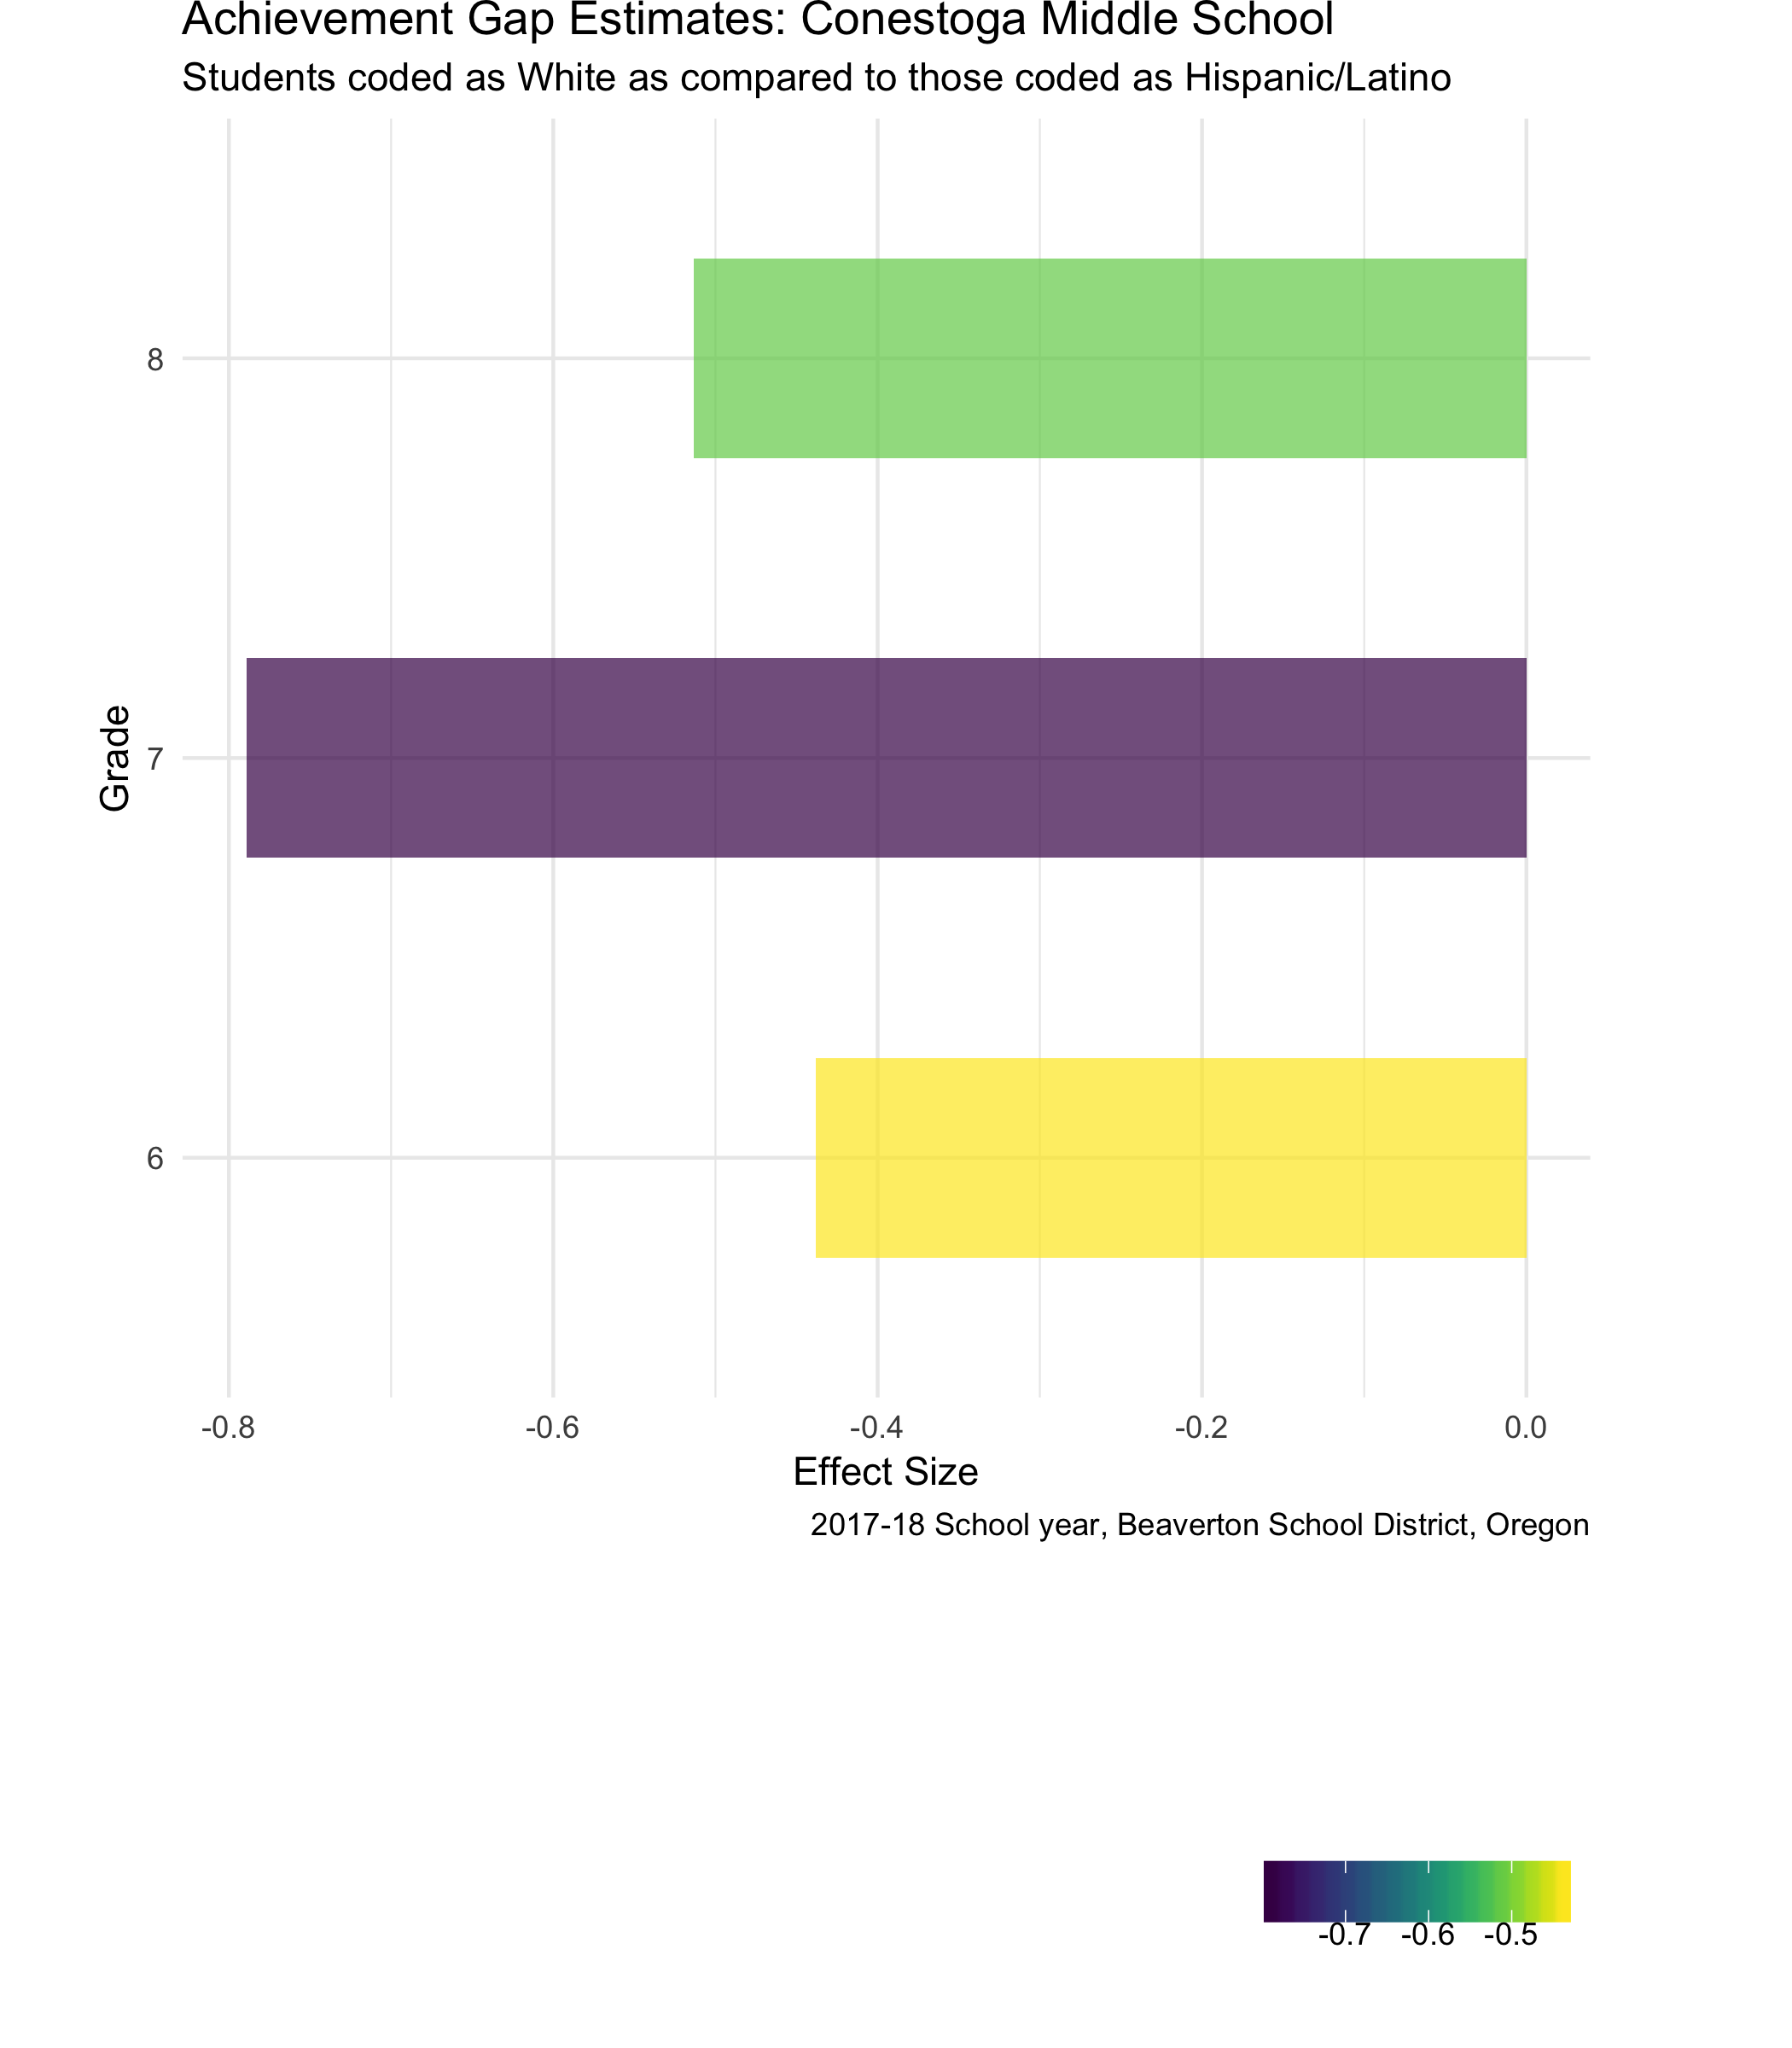 Achievement Gap Estimates: Conestoga Middle School
Students coded as White as compared to those coded as Hispanic/Latino
8
7
6
Grade
-0.8 -0.6 -0.4 -0.2 0.0
Effect Size
2017-18 School year, Beaverton School District, Oregon
-0.7 -0.6 -0.5